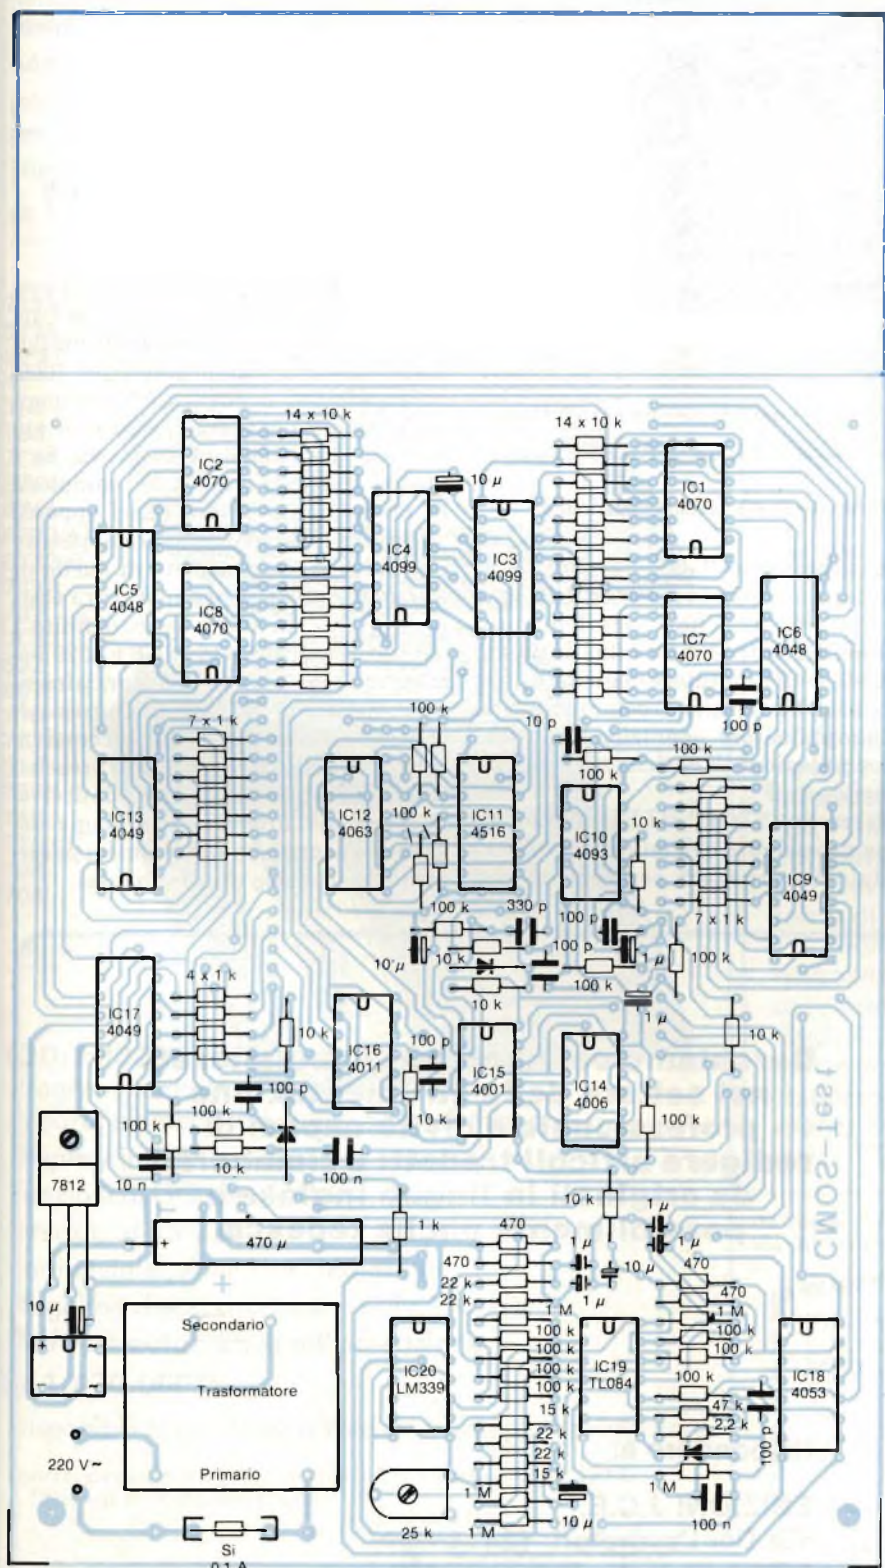 14 x 10 k
14 x 10 k
IC2
4070
10 µ
IC1
4070
IC4
4099
IC3
4099
IC5
4048
IC8
4070
IC7
4070
IC6
4048
100 p
7 x 1 k
100 k
10 p
100 k
100 k
IC13
4049
IC12
4063
100 k
IC11
4516
IC10
4093
10 k
IC9
4049
7 x 1 k
100 k
330 p
100 p
10 µ
10 k
100 p
1 µ
100 k
10 k
100 k
1 µ
4 x 1 k
IC17
4049
10 k
IC16
4011
100 p
IC15
4001
IC14
4006
10 k
100 p
10 k
100 k
100 k
100 k
10 k
10 n
100 n
CMOS-Test
7812
10 k
1 k
470
1 µ
1 µ
+
470 µ
470
1 µ
10 µ
470
22 k
22 k
1 µ
470
10 µ
+
1 M
1 M
Secondario
100 k
100 k
100 k
100 k
100 k
100 k
+ ~
- ~
Trasformatore
IC20
LM339
IC19
TL084
IC18
4053
100 k
15 k
47 k
22 k
2,2 k
22 k
100 p
220 V~
Primario
15 k
1 M
1 M
25 k
1 M
10 µ
100 n
Si
0,1 A